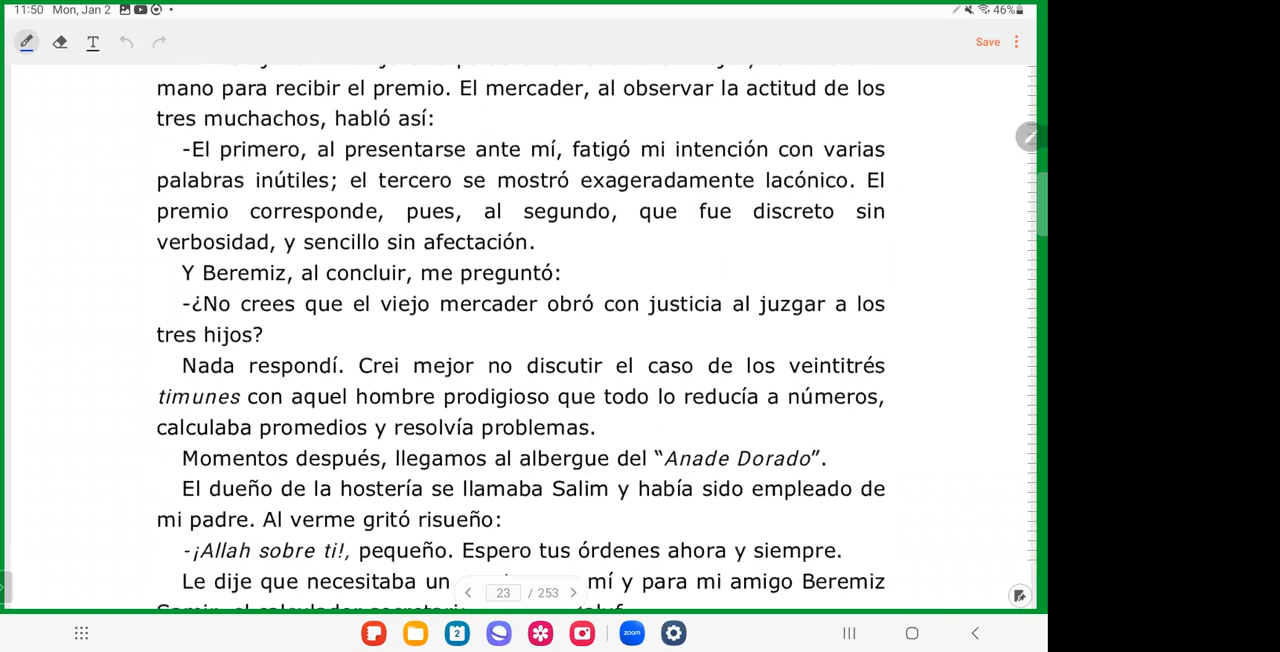 11:50 Mon, Jan 2
46%
Save
mano para recibir el premio. El mercader, al observar la actitud de los
tres muchachos, habló así:
-El primero, al presentarse ante mí, fatigó mi intención con varias
palabras inútiles; el tercero se mostró exageradamente lacónico. El
premio corresponde, pues, al segundo, que fue discreto sin
verbosidad, y sencillo sin afectación.
Y Beremiz, al concluir, me preguntó:
-¿No crees que el viejo mercader obró con justicia al juzgar a los
tres hijos?
Nada respondí. Crei mejor no discutir el caso de los veintitrés
timunes con aquel hombre prodigioso que todo lo reducía a números,
calculaba promedios y resolvía problemas.
Momentos después, llegamos al albergue del “Anade Dorado”.
El dueño de la hostería se llamaba Salim y había sido empleado de
mi padre. Al verme gritó risueño:
-¡Allah sobre ti!, pequeño. Espero tus órdenes ahora y siempre.
Le dije que necesitaba un mí y para mi amigo Beremiz
23 / 253
2
zoom